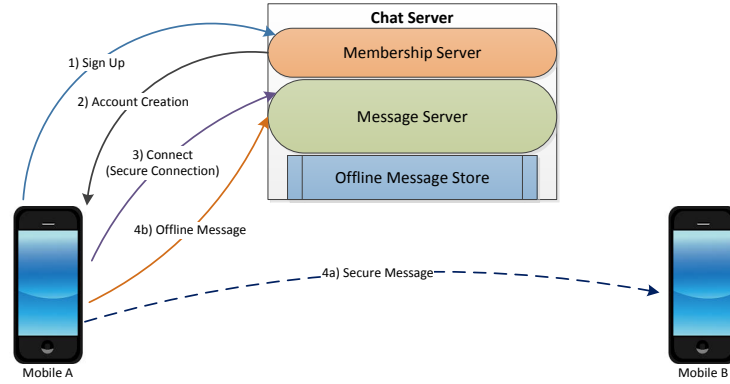 Chat Server
Membership Server
1) Sign Up
2) Account Creation
Message Server
3) Connect
(Secure Connection)
Offline Message Store
4b) Offline Message
4a) Secure Message
Mobile A
Mobile B